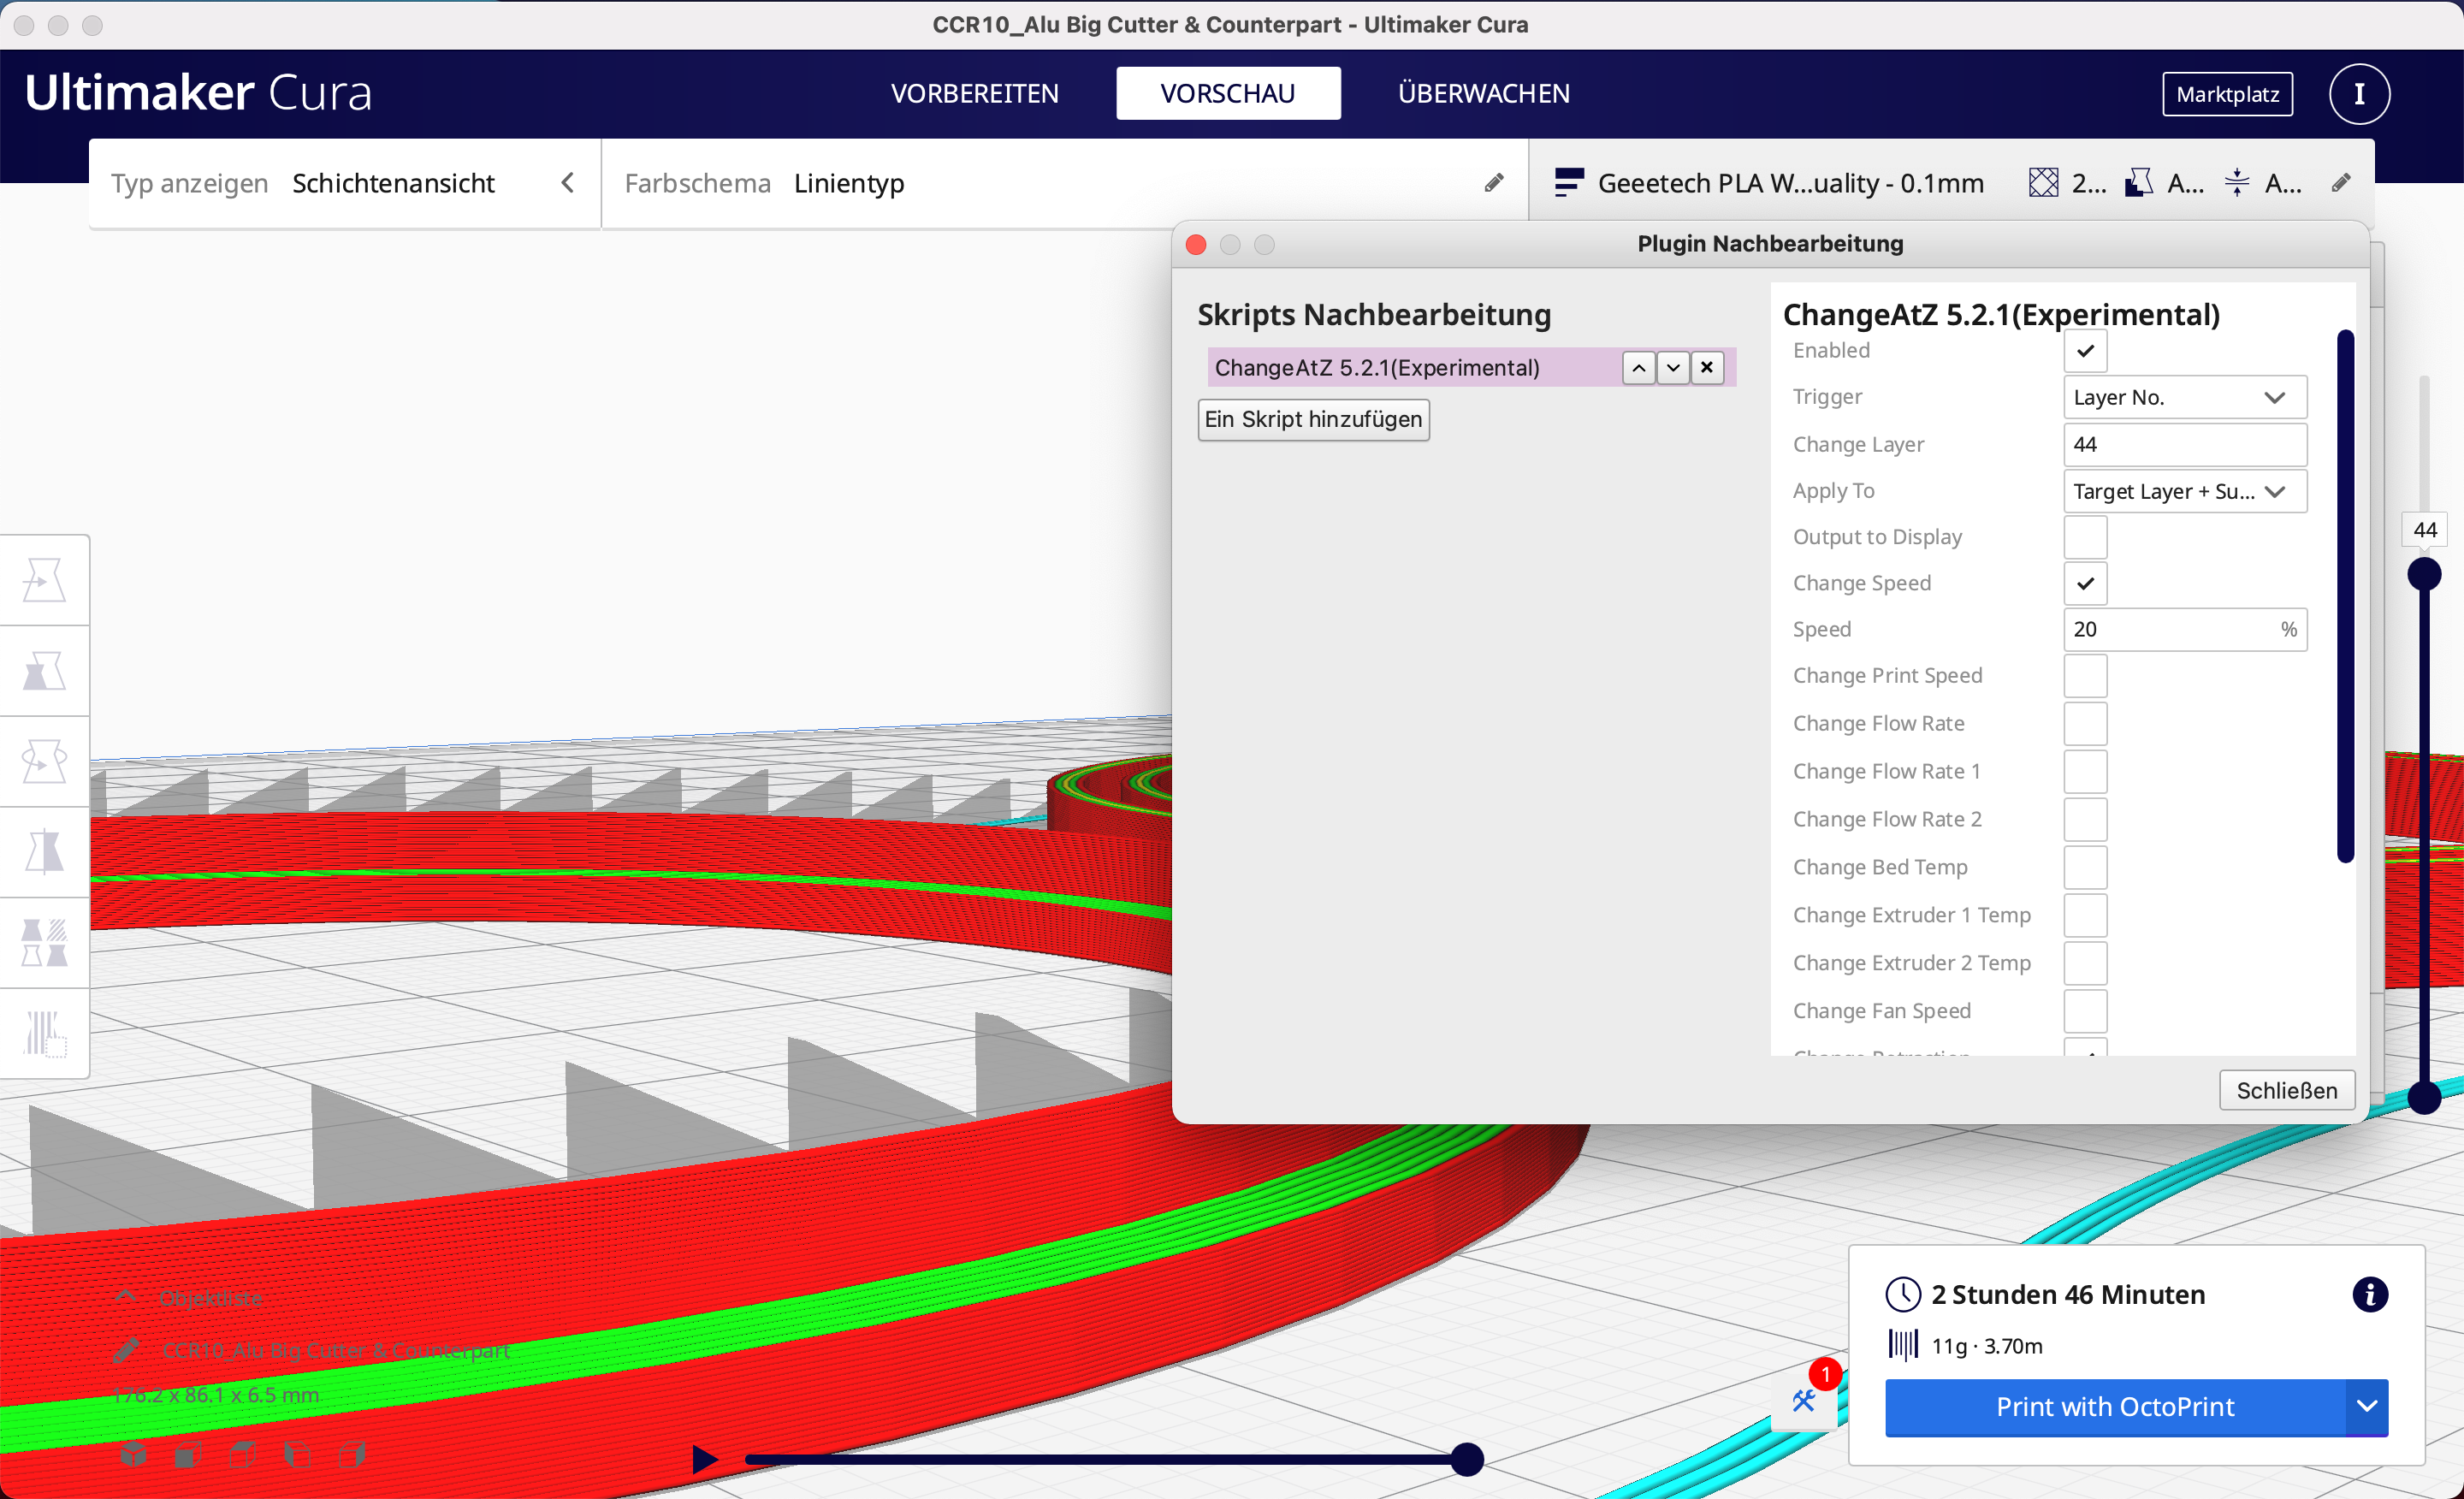 CCR10_Alu Big Cutter & Counterpart - Ultimaker Cura
Ultimaker Cura
VORBEREITEN
VORSCHAU
ÜBERWACHEN
Marktplatz
I
Typ anzeigen Schichtenansicht
Farbschema Linientyp
Geeetech PLA W...uality - 0.1mm
2...
A...
A...
Plugin Nachbearbeitung
Skripts Nachbearbeitung
ChangeAtZ 5.2.1(Experimental)
Ein Skript hinzufügen
ChangeAtZ 5.2.1(Experimental)
Enabled
Trigger Layer No.
Change Layer 44
Apply To Target Layer + Su...
Output to Display
Change Speed
Speed 20 %
Change Print Speed
Change Flow Rate
Change Flow Rate 1
Change Flow Rate 2
Change Bed Temp
Change Extruder 1 Temp
Change Extruder 2 Temp
Change Fan Speed
Change Retraction
Schließen
44
Objektliste
CCR10_Alu Big Cutter & Counterpart
178.2 x 86.1 x 6.5 mm
2 Stunden 46 Minuten
11g · 3.70m
1
Print with OctoPrint